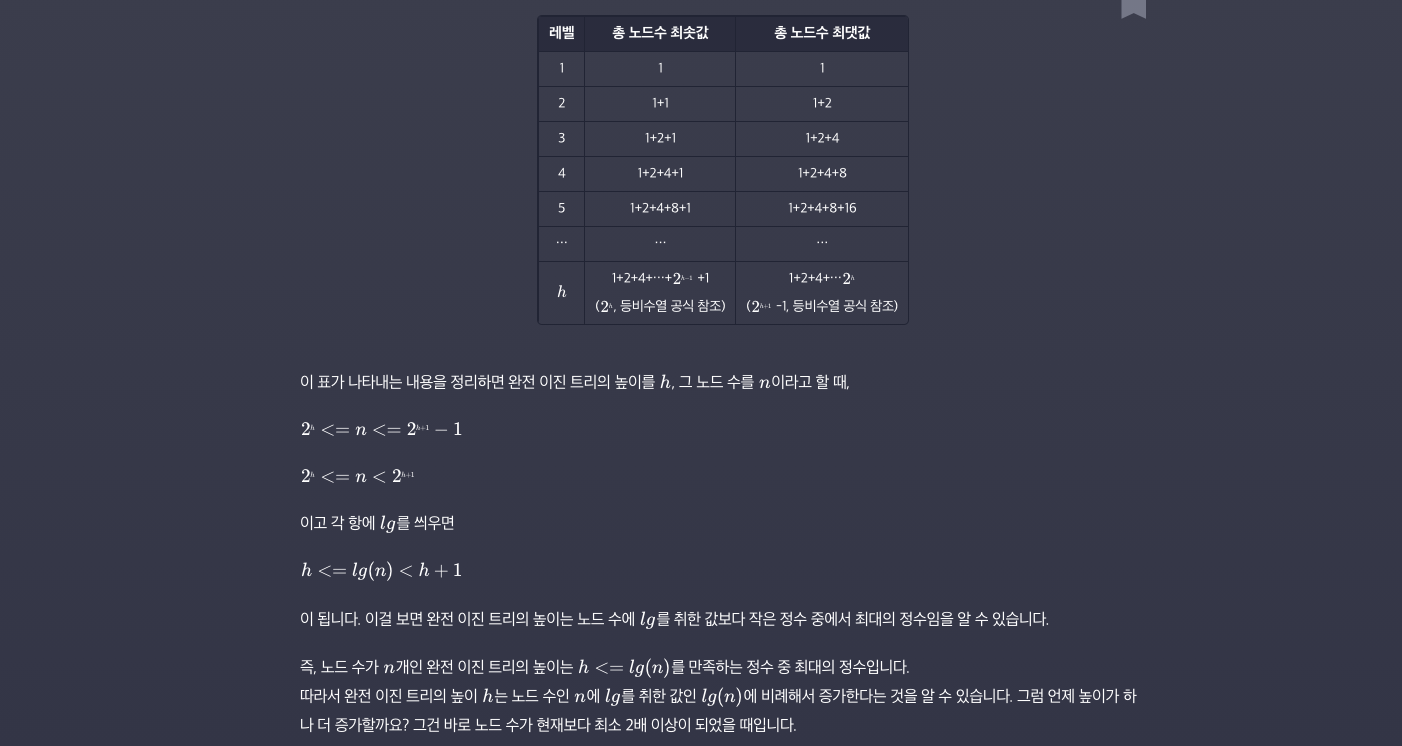 레벨 총 노드수 최솟값 총 노드수 최댓값
1 1 1
2 1+1 1+2
3 1+2+1 1+2+4
4 1+2+4+1 1+2+4+8
5 1+2+4+8+1 1+2+4+8+16
… … …
h 1+2+4+…+2^{h-1} +1 1+2+4+…2^{h}
(2^{h}, 등비수열 공식 참조) (2^{h+1} -1, 등비수열 공식 참조)
이 표가 나타내는 내용을 정리하면 완전 이진 트리의 높이를 h, 그 노드 수를 n이라고 할 때,
2^{h} <= n <= 2^{h+1} − 1
2^{h} <= n < 2^{h+1}
이고 각 항에 lg를 씌우면
h <= lg(n) < h + 1
이 됩니다. 이걸 보면 완전 이진 트리의 높이는 노드 수에 lg를 취한 값보다 작은 정수 중에서 최대의 정수임을 알 수 있습니다.
즉, 노드 수가 n개인 완전 이진 트리의 높이는 h <= lg(n)를 만족하는 정수 중 최대의 정수입니다.
따라서 완전 이진 트리의 높이 h는 노드 수인 n에 lg를 취한 값인 lg(n)에 비례해서 증가한다는 것을 알 수 있습니다. 그럼 언제 높이가 하
나 더 증가할까요? 그건 바로 노드 수가 현재보다 최소 2배 이상이 되었을 때입니다.